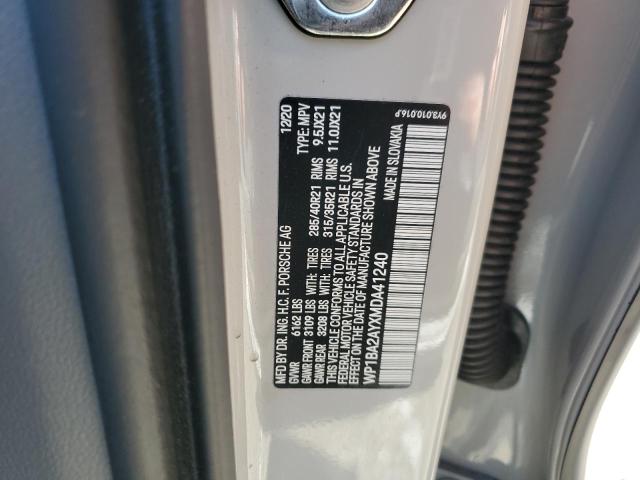 MFD BY DR. ING. H.C. F. PORSCHE AG 12/20
GVWR 6162 LBS TYPE: MPV
GAWR FRONT 3109 LBS WITH: TIRES 285/40R21 RIMS 9.5JX21
GAWR REAR 3208 LBS WITH: TIRES 315/35R21 RIMS 11.0JX21
THIS VEHICLE CONFORMS TO ALL APPLICABLE U.S.
FEDERAL MOTOR VEHICLE SAFETY STANDARDS IN
EFFECT AT DATE OF MANUFACTURE SHOWN ABOVE
WP1BA2AYXMDA41240 MADE IN SLOVAKIA
9Y3.010.016.P